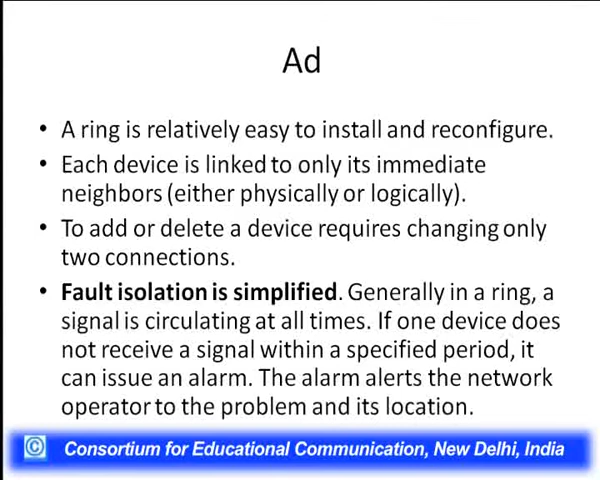 Ad
• A ring is relatively easy to install and reconfigure.
• Each device is linked to only its immediate
neighbors (either physically or logically).
• To add or delete a device requires changing only
two connections.
• Fault isolation is simplified. Generally in a ring, a
signal is circulating at all times. If one device does
not receive a signal within a specified period, it
can issue an alarm. The alarm alerts the network
operator to the problem and its location.
© Consortium for Educational Communication, New Delhi, India